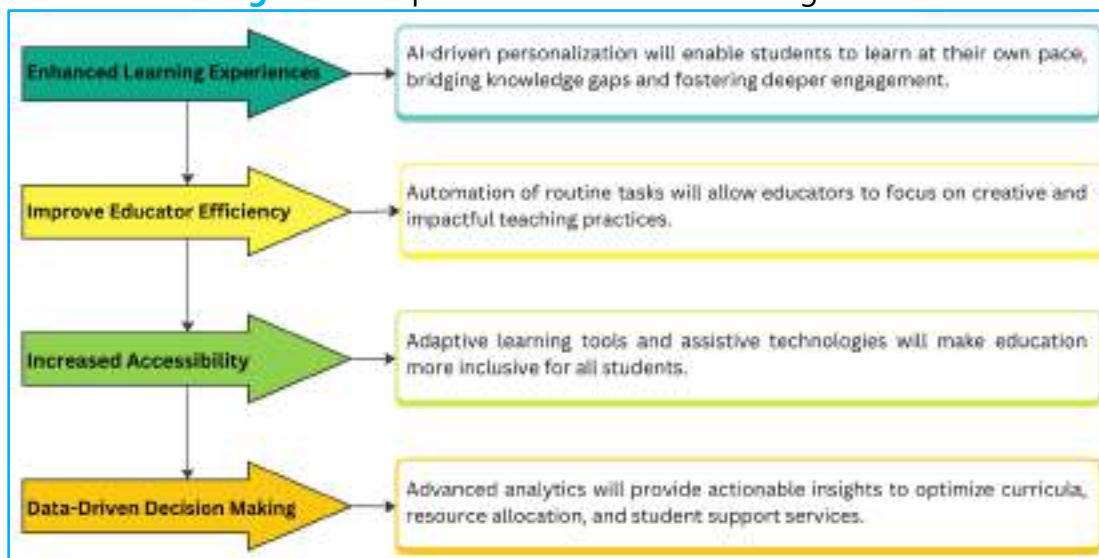 Enhanced Learning Experiences
AI-driven personalization will enable students to learn at their own pace,
bridging knowledge gaps and fostering deeper engagement.
Improve Educator Efficiency
Automation of routine tasks will allow educators to focus on creative and
impactful teaching practices.
Increased Accessibility
Adaptive learning tools and assistive technologies will make education
more inclusive for all students.
Data-Driven Decision Making
Advanced analytics will provide actionable insights to optimize curricula,
resource allocation, and student support services.